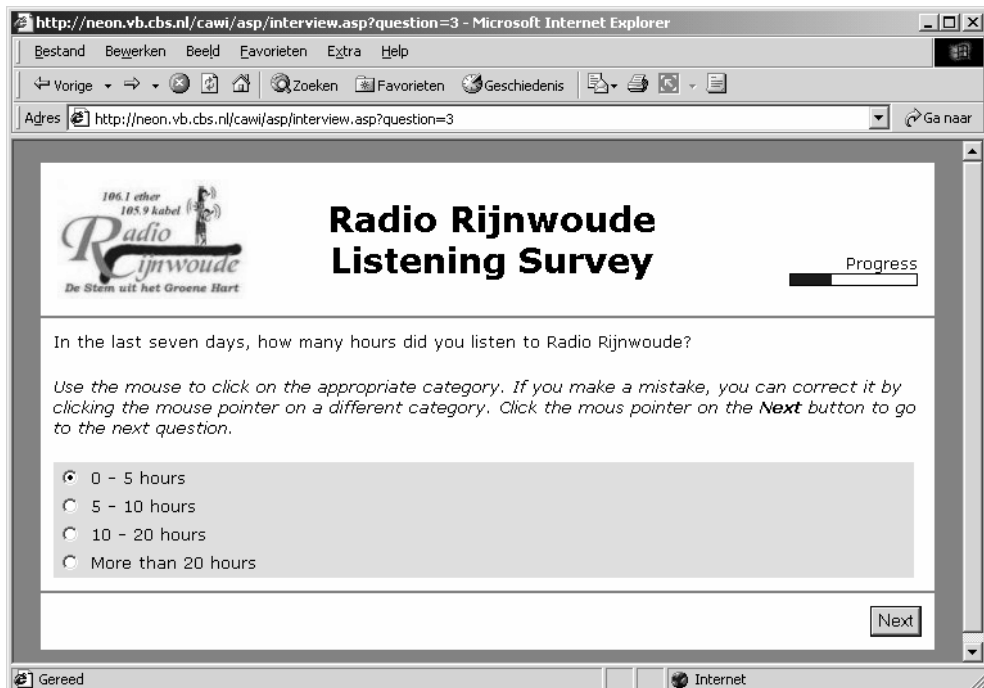 http://neon.vb.cbs.nl/cawi/asp/interview.asp?question=3 - Microsoft Internet Explorer
Bestand Bewerken Beeld Favorieten Extra Help
Vorige Zoeken Favorieten Geschiedenis
Adres http://neon.vb.cbs.nl/cawi/asp/interview.asp?question=3 Ga naar
106.1 ether
105.9 kabel
Radio
Rijnwoude
De Stem uit het Groene Hart
Radio Rijnwoude
Listening Survey
Progress
In the last seven days, how many hours did you listen to Radio Rijnwoude?
Use the mouse to click on the appropriate category. If you make a mistake, you can correct it by
clicking the mouse pointer on a different category. Click the mous pointer on the Next button to go
to the next question.
0 - 5 hours
5 - 10 hours
10 - 20 hours
More than 20 hours
Next
Gereed Internet